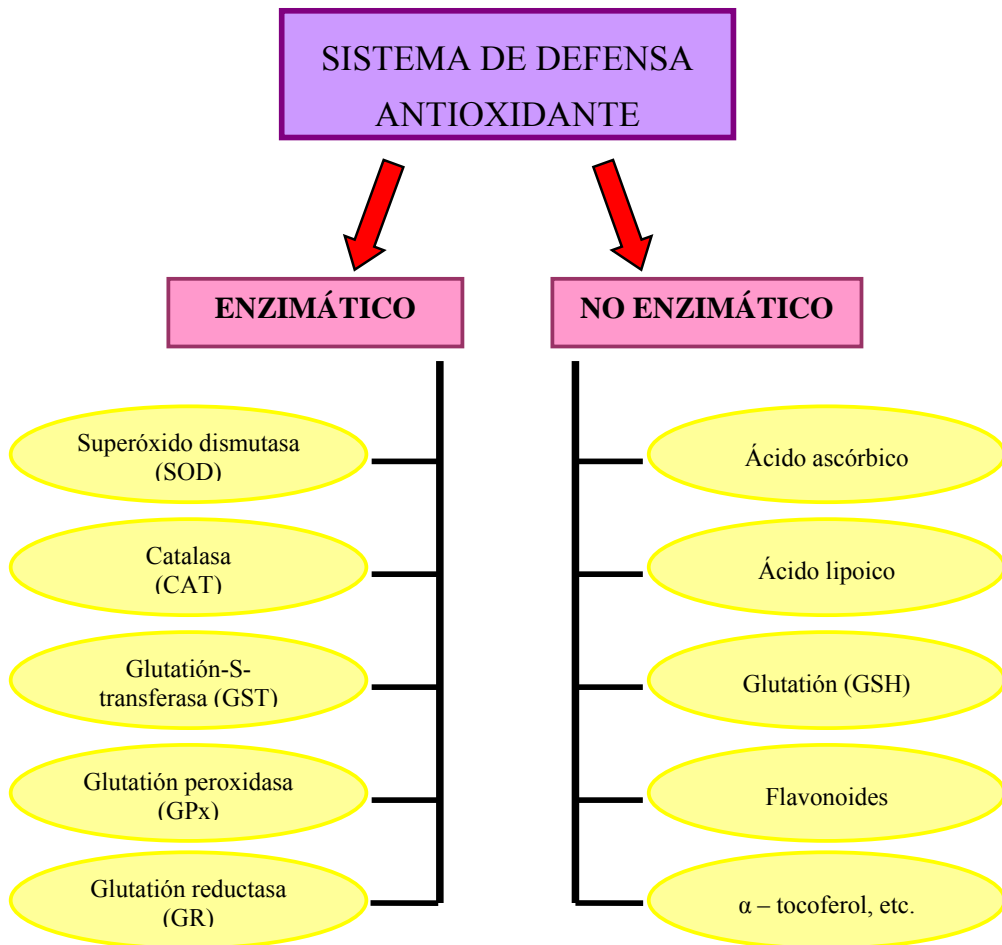 SISTEMA DE DEFENSA
ANTIOXIDANTE
ENZIMÁTICO
Superóxido dismutasa
(SOD)
Catalasa
(CAT)
Glutatión-S-
transferasa (GST)
Glutatión peroxidasa
(GPx)
Glutatión reductasa
(GR)
NO ENZIMÁTICO
Ácido ascórbico
Ácido lipoico
Glutatión (GSH)
Flavonoides
α – tocoferol, etc.